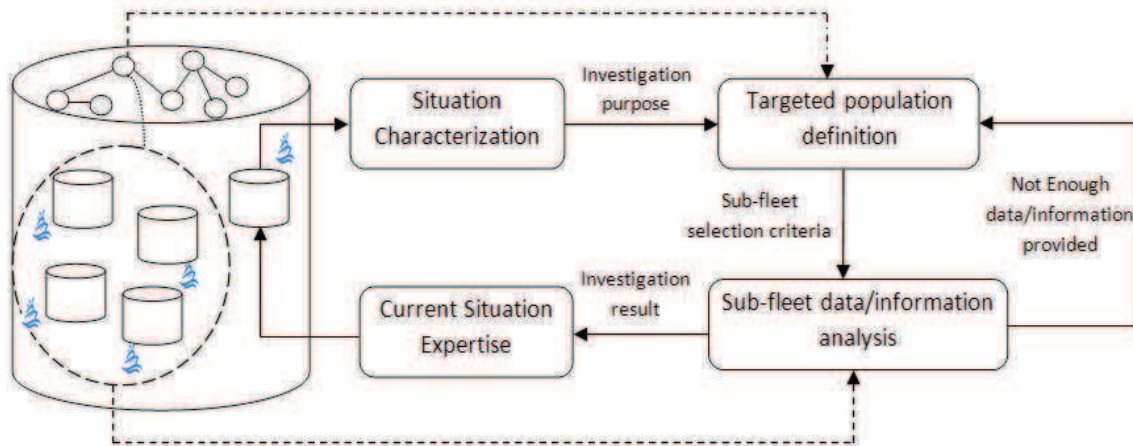 Situation
Characterization
Investigation
purpose
Targeted population
definition
Sub-fleet
selection criteria
Not Enough
data/information
provided
Current Situation
Expertise
Investigation
result
Sub-fleet data/information
analysis